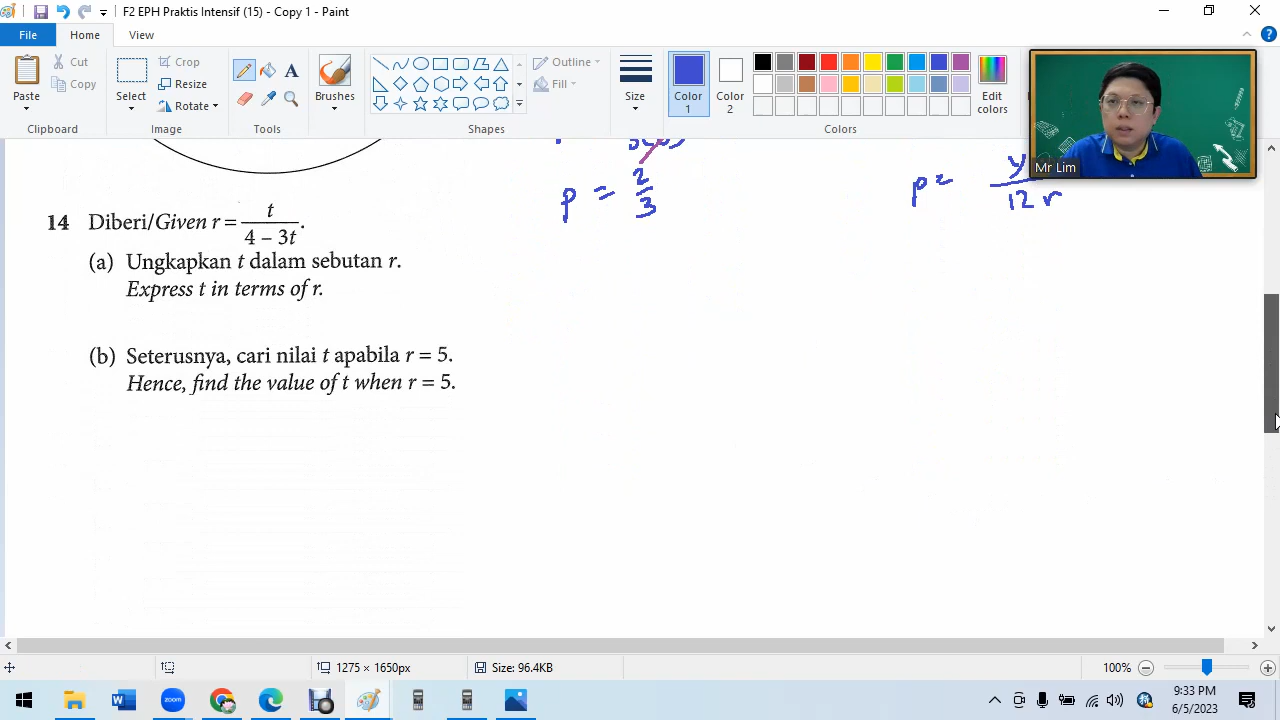 F2 EPH Praktis Intensif (15) - Copy 1 - Paint
File Home View
Paste Cut Copy Clipboard
Select Crop Resize Rotate Image
Tools
Brushes
Outline Fill Shapes
Size
Color 1 Color 2 Edit colors Colors
Mr Lim
p = 2/3
p = y/12 r
14 Diberi/Given r = t/(4 – 3t).
(a) Ungkapkan t dalam sebutan r.
Express t in terms of r.
(b) Seterusnya, cari nilai t apabila r = 5.
Hence, find the value of t when r = 5.
1275 × 1650px Size: 96.4KB 100%
zoom
9:33 PM
6/5/2023